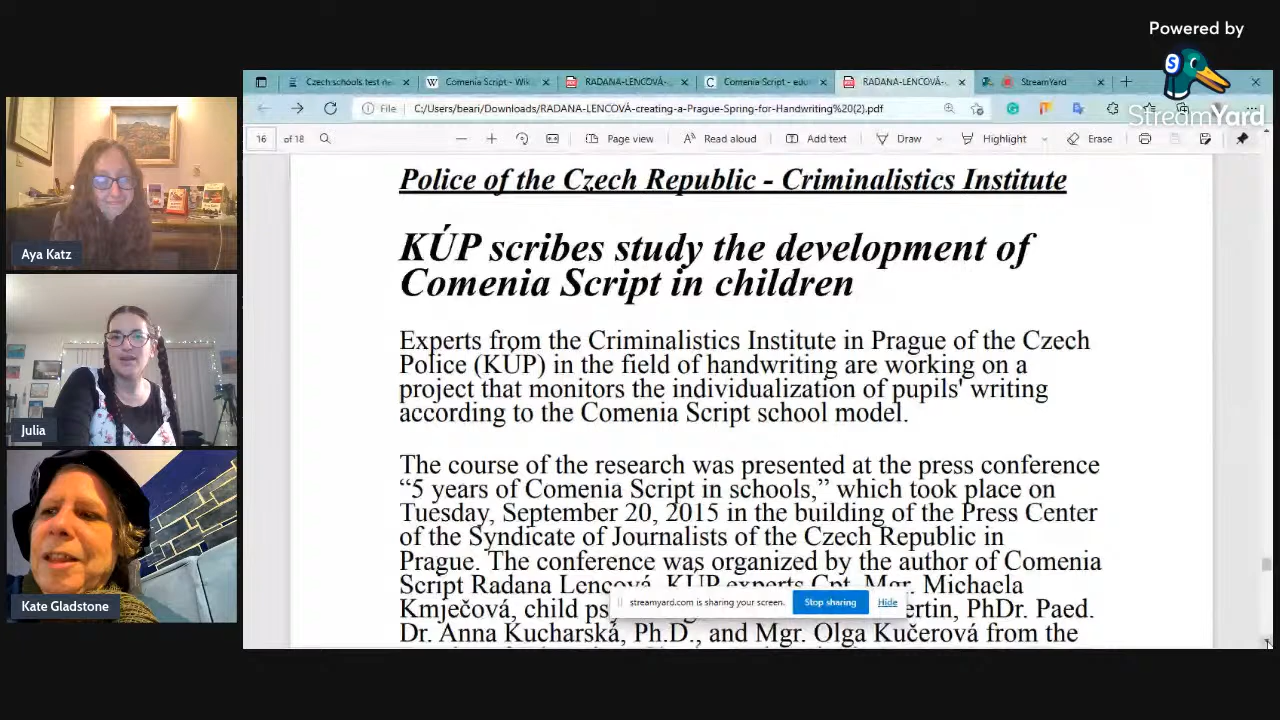 Powered by
StreamYard
Aya Katz
Julia
Kate Gladstone
Czech schools test ne
Comenia Script - Wik
RADANA-LENCOVÁ-
Comenia Script - edu
RADANA-LENCOVÁ-
StreamYard
File
C:/Users/beari/Downloads/RADANA-LENCOVÁ-creating-a-Prague-Spring-for-Handwriting%20(2).pdf
16 of 18
Page view
Read aloud
Add text
Draw
Highlight
Erase
Police of the Czech Republic - Criminalistics Institute
KÚP scribes study the development of
Comenia Script in children
Experts from the Criminalistics Institute in Prague of the Czech
Police (KÚP) in the field of handwriting are working on a
project that monitors the individualization of pupils' writing
according to the Comenia Script school model.
The course of the research was presented at the press conference
“5 years of Comenia Script in schools,” which took place on
Tuesday, September 20, 2015 in the building of the Press Center
of the Syndicate of Journalists of the Czech Republic in
Prague. The conference was organized by the author of Comenia
Script Radana Lencová, KÚP experts Cpt. Mgr. Michaela
Kmječová, child ertin, PhDr. Paed.
Dr. Anna Kucharská, Ph.D., and Mgr. Olga Kučerová from the
streamyard.com is sharing your screen.
Stop sharing
Hide